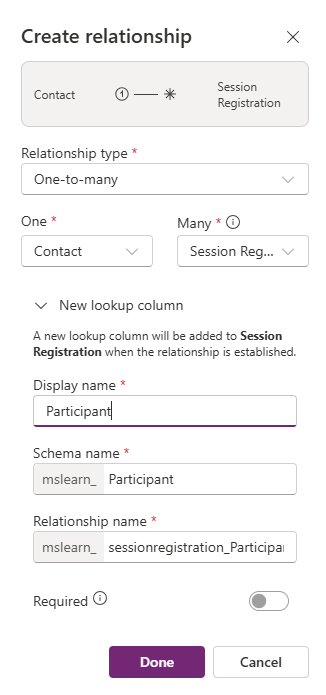 Create relationship
Contact 1 — * Session
Registration
Relationship type *
One-to-many
One * Many *
Contact Session Reg...
New lookup column
A new lookup column will be added to Session
Registration when the relationship is established.
Display name *
Participant
Schema name *
mslearn_ Participant
Relationship name *
mslearn_ sessionregistration_Participa
Required
Done Cancel